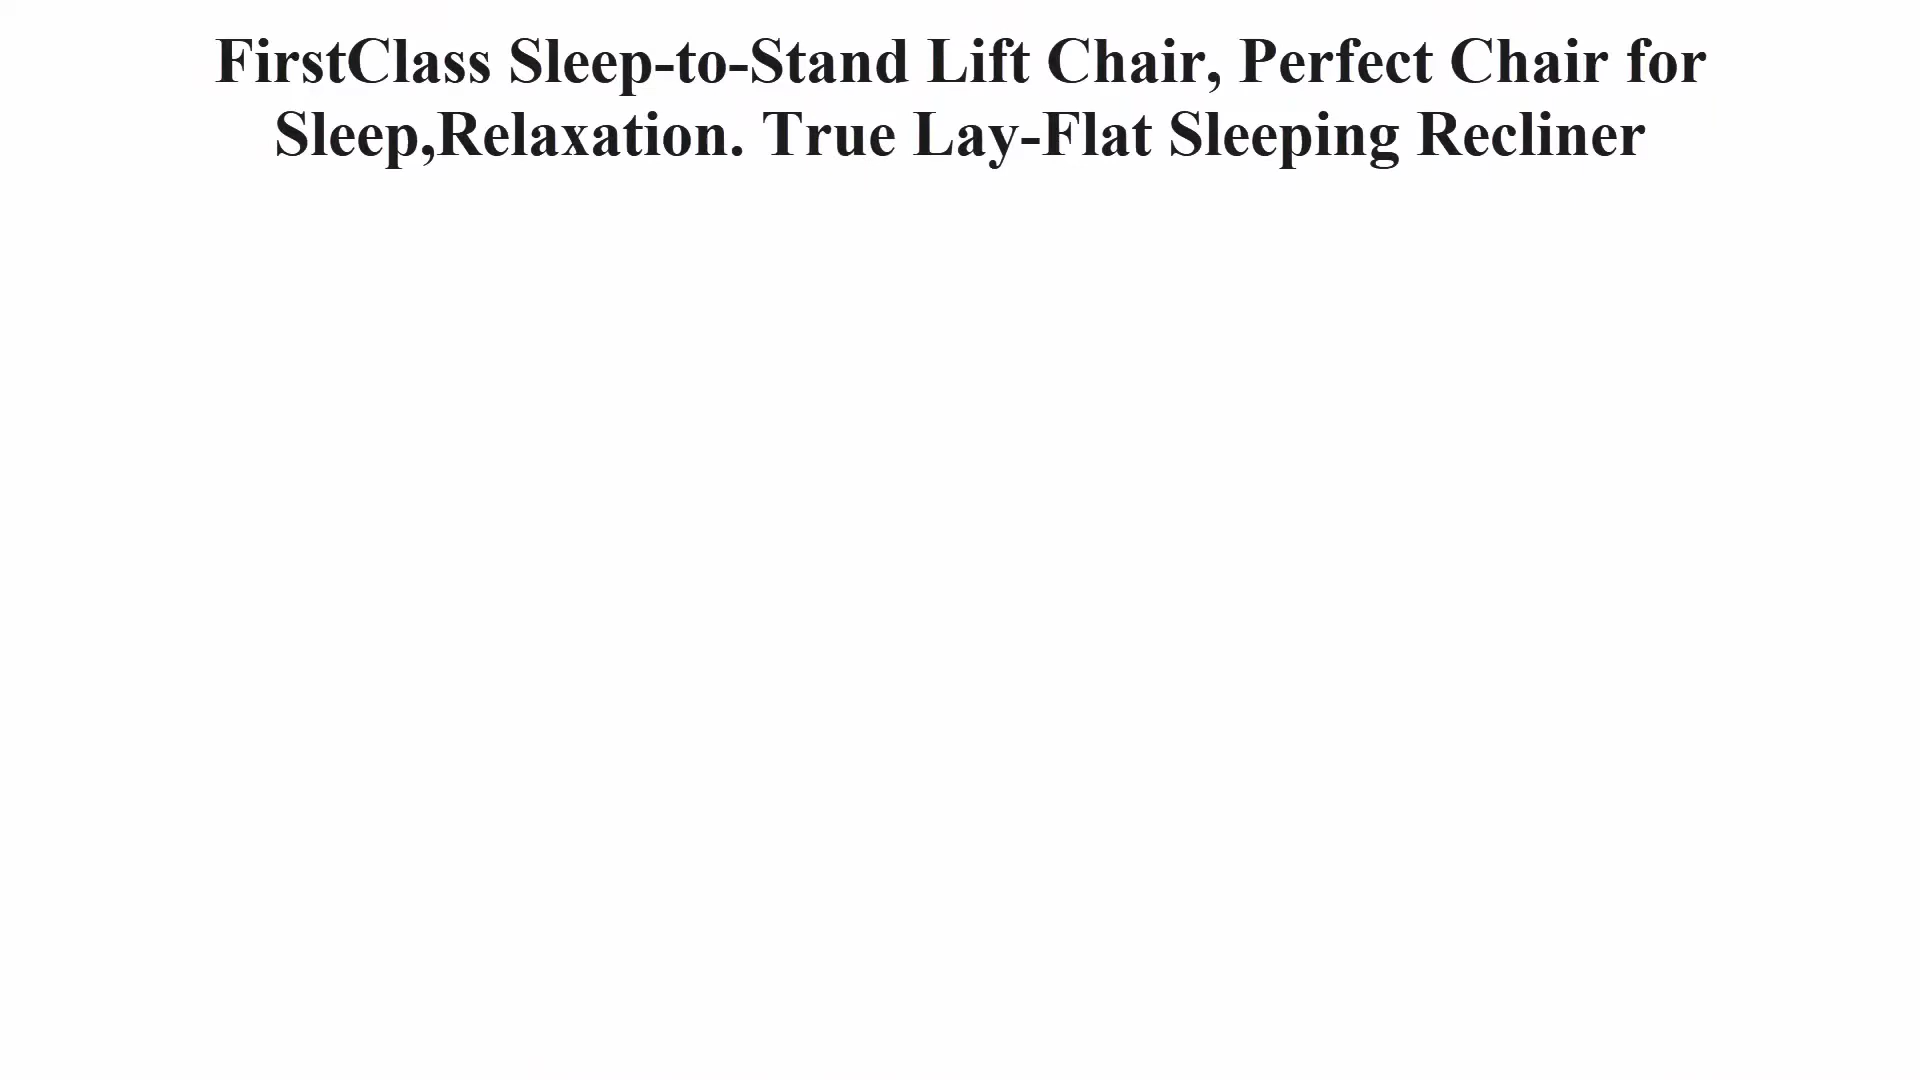 FirstClass Sleep-to-Stand Lift Chair, Perfect Chair for
Sleep,Relaxation. True Lay-Flat Sleeping Recliner